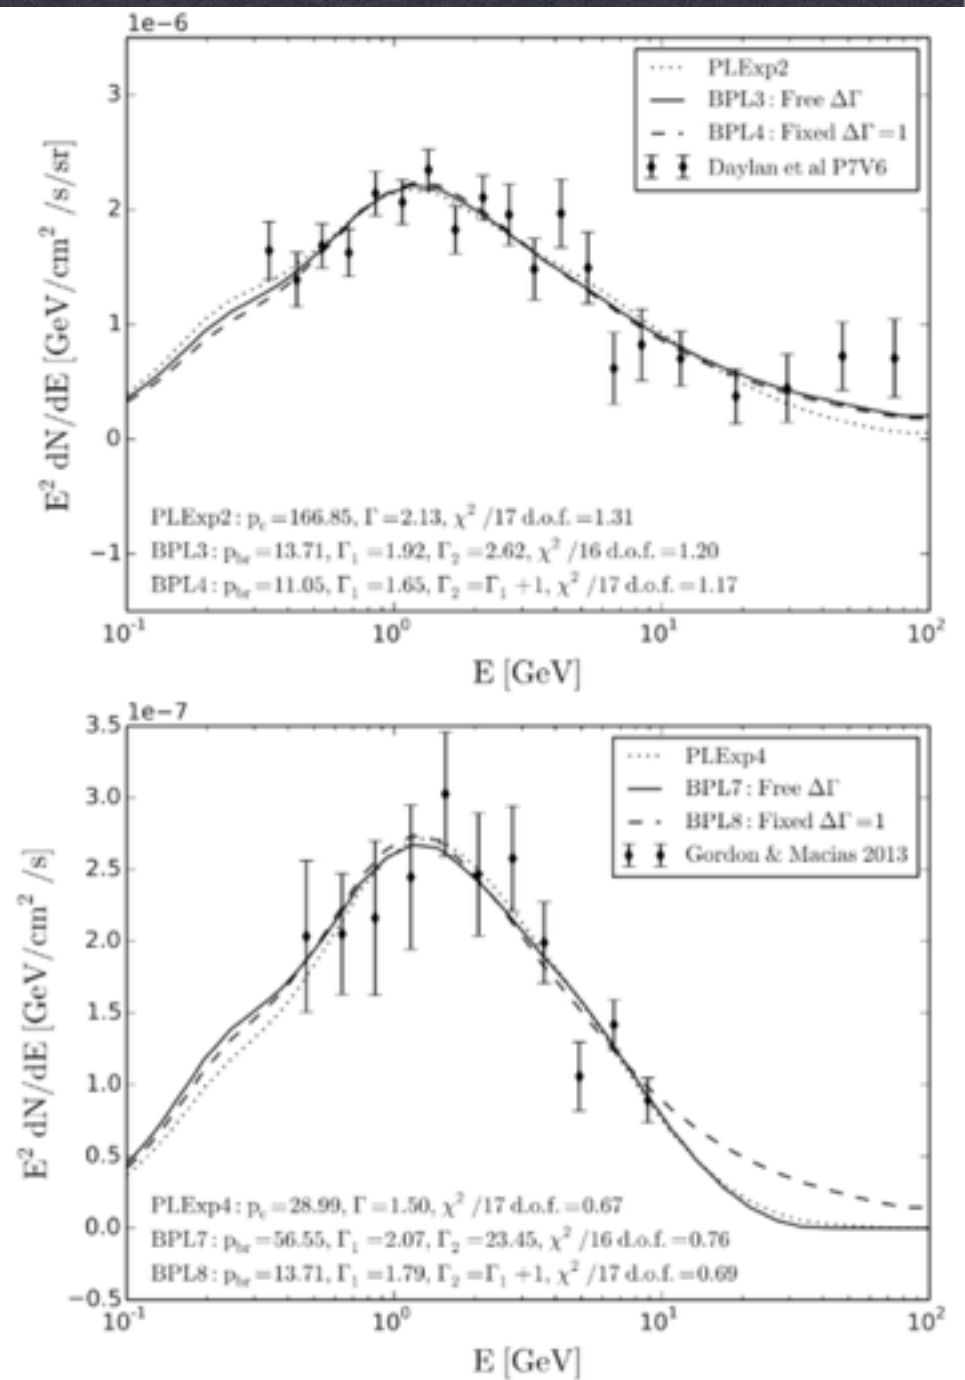 1e−6
PLExp2
BPL3 : Free ΔΓ
BPL4 : Fixed ΔΓ =1
Daylan et al P7V6
3
2
1
0
−1
E² dN/dE [GeV/cm² /s/sr]
PLExp2 : p_c =166.85, Γ =2.13, χ² /17 d.o.f. =1.31
BPL3 : p_br =13.71, Γ₁ =1.92, Γ₂ =2.62, χ² /16 d.o.f. =1.20
BPL4 : p_br =11.05, Γ₁ =1.65, Γ₂ =Γ₁ +1, χ² /17 d.o.f. =1.17
10⁻¹ 10⁰ 10¹ 10²
E [GeV]
1e−7
PLExp4
BPL7 : Free ΔΓ
BPL8 : Fixed ΔΓ =1
Gordon & Macias 2013
3.5
3.0
2.5
2.0
1.5
1.0
0.5
0.0
−0.5
E² dN/dE [GeV/cm² /s]
PLExp4 : p_c =28.99, Γ =1.50, χ² /17 d.o.f. =0.67
BPL7 : p_br =56.55, Γ₁ =2.07, Γ₂ =23.45, χ² /16 d.o.f. =0.76
BPL8 : p_br =13.71, Γ₁ =1.79, Γ₂ =Γ₁ +1, χ² /17 d.o.f. =0.69
10⁻¹ 10⁰ 10¹ 10²
E [GeV]